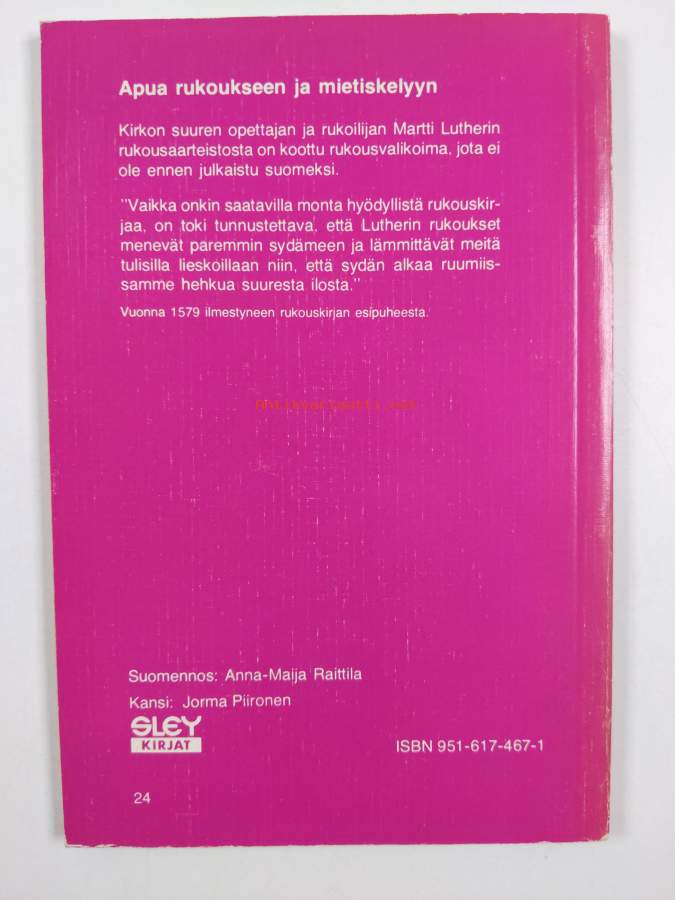 Apua rukoukseen ja mietiskelyyn
Kirkon suuren opettajan ja rukoilijan Martti Lutherin
rukousaarteistosta on koottu rukousvalikoima, jota ei
ole ennen julkaistu suomeksi.
"Vaikka onkin saatavilla monta hyödyllistä rukouskir-
jaa, on toki tunnustettava, että Lutherin rukoukset
menevät paremmin sydämeen ja lämmittävät meitä
tulisilla lieskoillaan niin, että sydän alkaa ruumiis-
samme hehkua suuresta ilosta."
Vuonna 1579 ilmestyneen rukouskirjan esipuheesta.
Antikvariaatti.net
Suomennos: Anna-Maija Raittila
Kansi: Jorma Piironen
SLEY
KIRJAT
ISBN 951-617-467-1
24